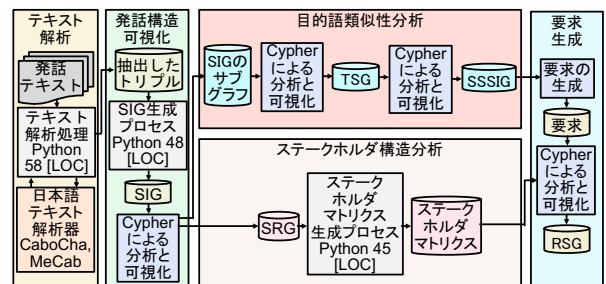 テキスト
解析
発話
テキスト
テキスト
解析処理
Python
58 [LOC]
日本語
テキスト
解析器
CaboCha,
MeCab
発話構造
可視化
抽出した
トリプル
SIG生成
プロセス
Python 48
[LOC]
SIG
Cypher
による
分析と
可視化
目的語類似性分析
SIGの
サブ
グラフ
Cypher
による
分析と
可視化
TSG
Cypher
による
分析と
可視化
SSSIG
ステークホルダ構造分析
SRG
ステーク
ホルダ
マトリクス
生成プロセス
Python 45
[LOC]
ステーク
ホルダ
マトリクス
要求
生成
要求の
生成
要求
Cypher
による
分析と
可視化
RSG